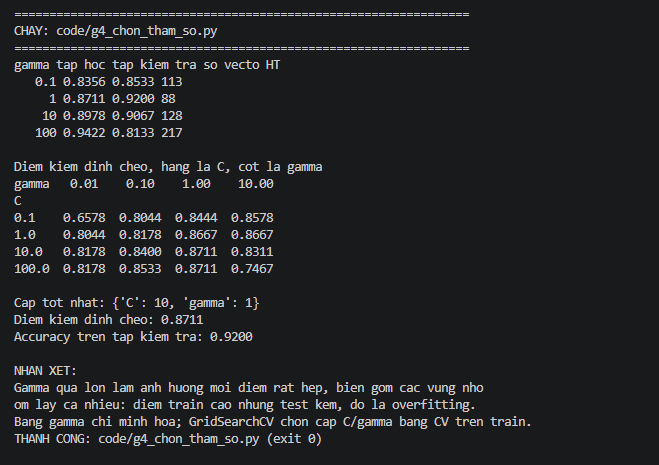 =================================================================
CHAY: code/g4_chon_tham_so.py
=================================================================
gamma tap hoc tap kiem tra so vecto HT
   0.1 0.8356 0.8533 113
     1 0.8711 0.9200 88
    10 0.8978 0.9067 128
   100 0.9422 0.8133 217

Diem kiem dinh cheo, hang la C, cot la gamma
gamma   0.01    0.10    1.00    10.00
C
0.1    0.6578  0.8044  0.8444  0.8578
1.0    0.8044  0.8178  0.8667  0.8667
10.0   0.8178  0.8400  0.8711  0.8311
100.0  0.8178  0.8533  0.8711  0.7467

Cap tot nhat: {'C': 10, 'gamma': 1}
Diem kiem dinh cheo: 0.8711
Accuracy tren tap kiem tra: 0.9200

NHAN XET:
Gamma qua lon lam anh huong moi diem rat hep, bien gom cac vung nho
om lay ca nhieu: diem train cao nhung test kem, do la overfitting.
Bang gamma chi minh hoa; GridSearchCV chon cap C/gamma bang CV tren train.
THANH CONG: code/g4_chon_tham_so.py (exit 0)